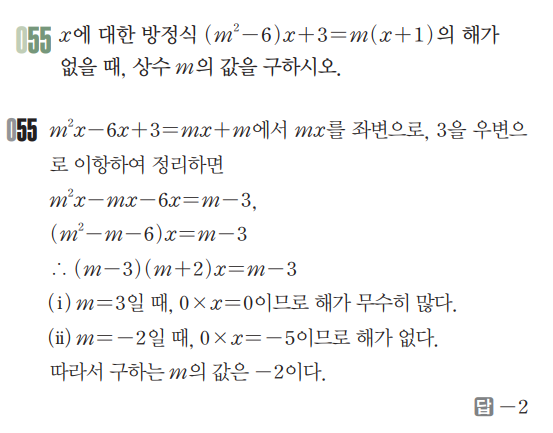 055 x에 대한 방정식 (m²-6)x+3=m(x+1)의 해가
없을 때, 상수 m의 값을 구하시오.
055 m²x-6x+3=mx+m에서 mx를 좌변으로, 3을 우변으
로 이항하여 정리하면
m²x-mx-6x=m-3,
(m²-m-6)x=m-3
∴ (m-3)(m+2)x=m-3
(ⅰ) m=3일 때, 0×x=0이므로 해가 무수히 많다.
(ⅱ) m=-2일 때, 0×x=-5이므로 해가 없다.
따라서 구하는 m의 값은 -2이다.
답 -2